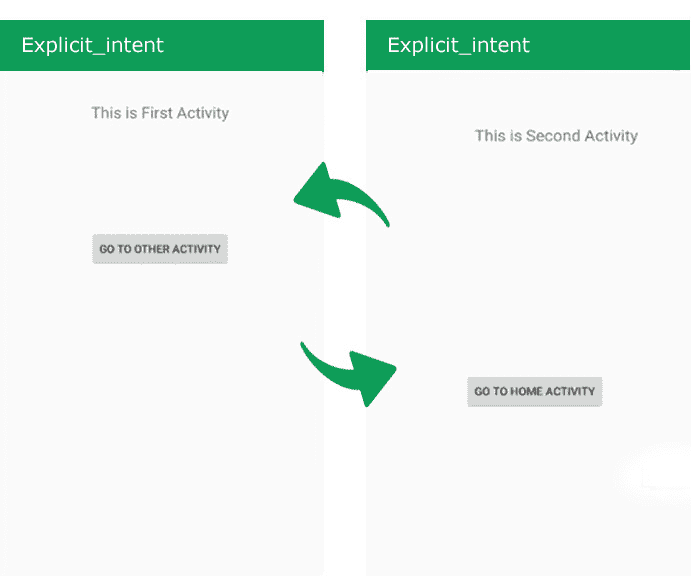 Explicit_intent
This is First Activity
GO TO OTHER ACTIVITY
Explicit_intent
This is Second Activity
GO TO HOME ACTIVITY